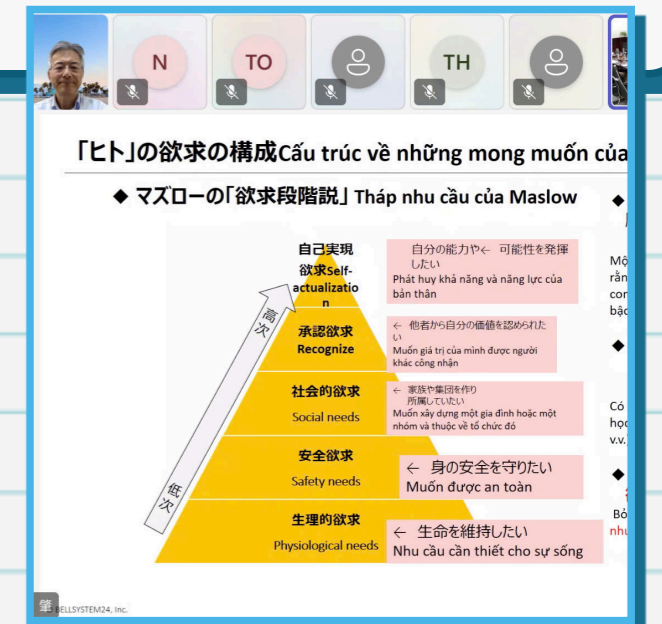 N
TO
TH
「ヒト」の欲求の構成Cấu trúc về những mong muốn của
◆ マズローの「欲求段階説」 Tháp nhu cầu của Maslow
高次
低次
自己実現
欲求Self-
actualizatio
n
自分の能力や← 可能性を発揮
したい
Phát huy khả năng và năng lực của
bản thân
承認欲求
Recognize
← 他者から自分の価値を認められた
い
Muốn giá trị của mình được người
khác công nhận
社会的欲求
Social needs
← 家族や集団を作り
所属していたい
Muốn xây dựng một gia đình hoặc một
nhóm và thuộc về tổ chức đó
安全欲求
Safety needs
← 身の安全を守りたい
Muốn được an toàn
生理的欲求
Physiological needs
← 生命を維持したい
Nhu cầu cần thiết cho sự sống
◆
Mộ
rằn
con
bậc
◆
Có
học
v.v.
◆
Bỏ
nhu
肇
BELLSYSTEM24, Inc.